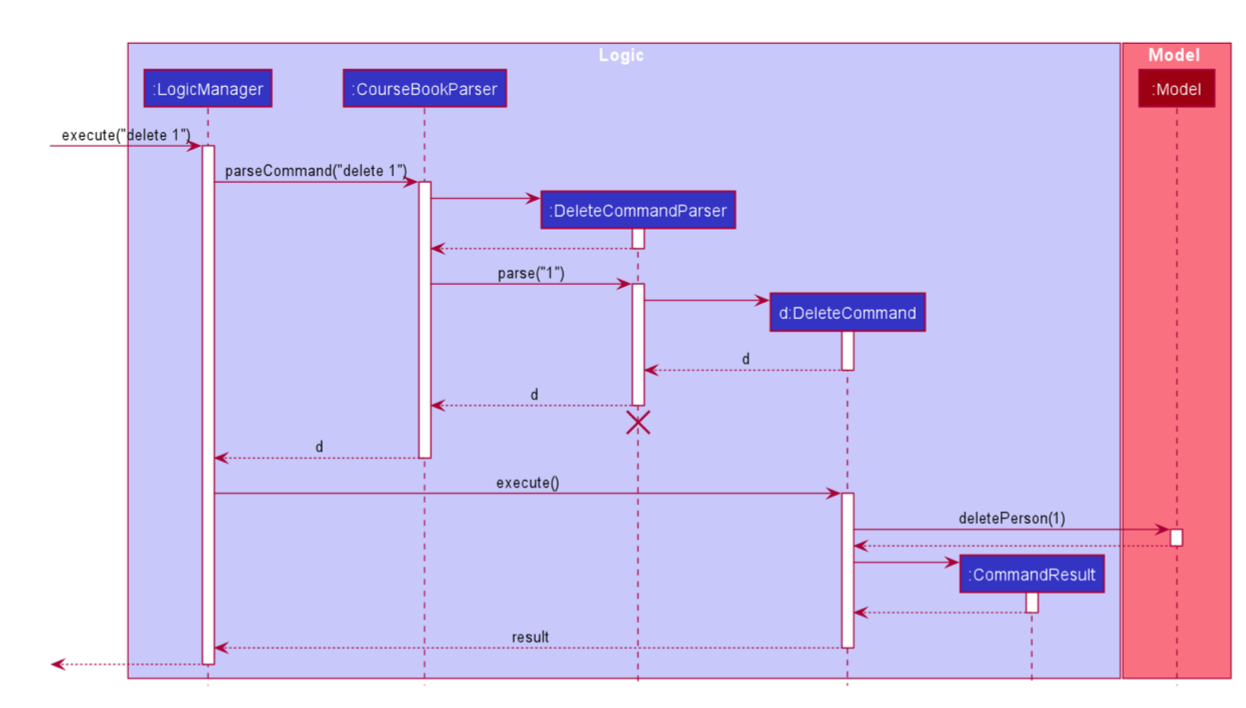 Logic
Model
:LogicManager
:CourseBookParser
:Model
execute("delete 1")
parseCommand("delete 1")
:DeleteCommandParser
parse("1")
d:DeleteCommand
d
d
d
execute()
deletePerson(1)
:CommandResult
result